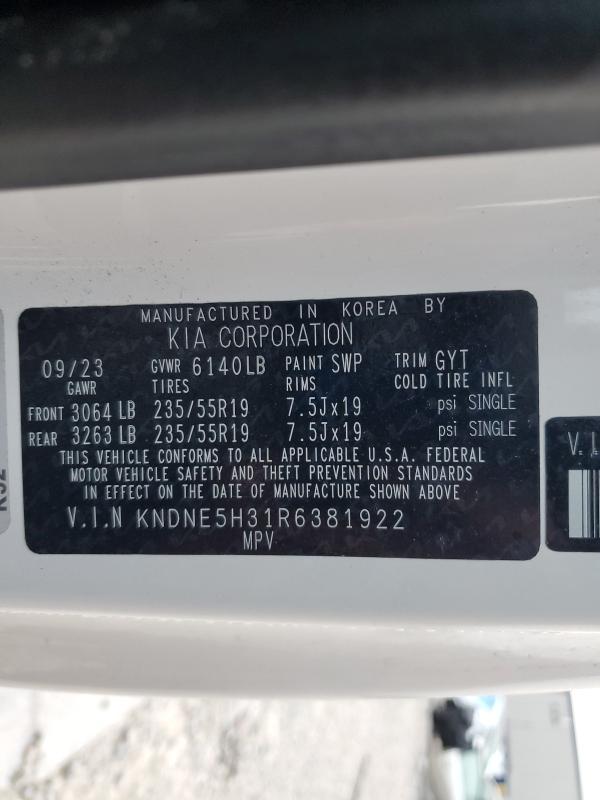 MANUFACTURED IN KOREA BY
KIA CORPORATION
09/23 GVWR 6140LB PAINT SWP TRIM GYT
GAWR TIRES RIMS COLD TIRE INFL
FRONT 3064 LB 235/55R19 7.5Jx19 psi SINGLE
REAR 3263 LB 235/55R19 7.5Jx19 psi SINGLE
THIS VEHICLE CONFORMS TO ALL APPLICABLE U.S.A. FEDERAL
MOTOR VEHICLE SAFETY AND THEFT PREVENTION STANDARDS
IN EFFECT ON THE DATE OF MANUFACTURE SHOWN ABOVE
V.I.N KNDNE5H31R6381922
MPV
V.I